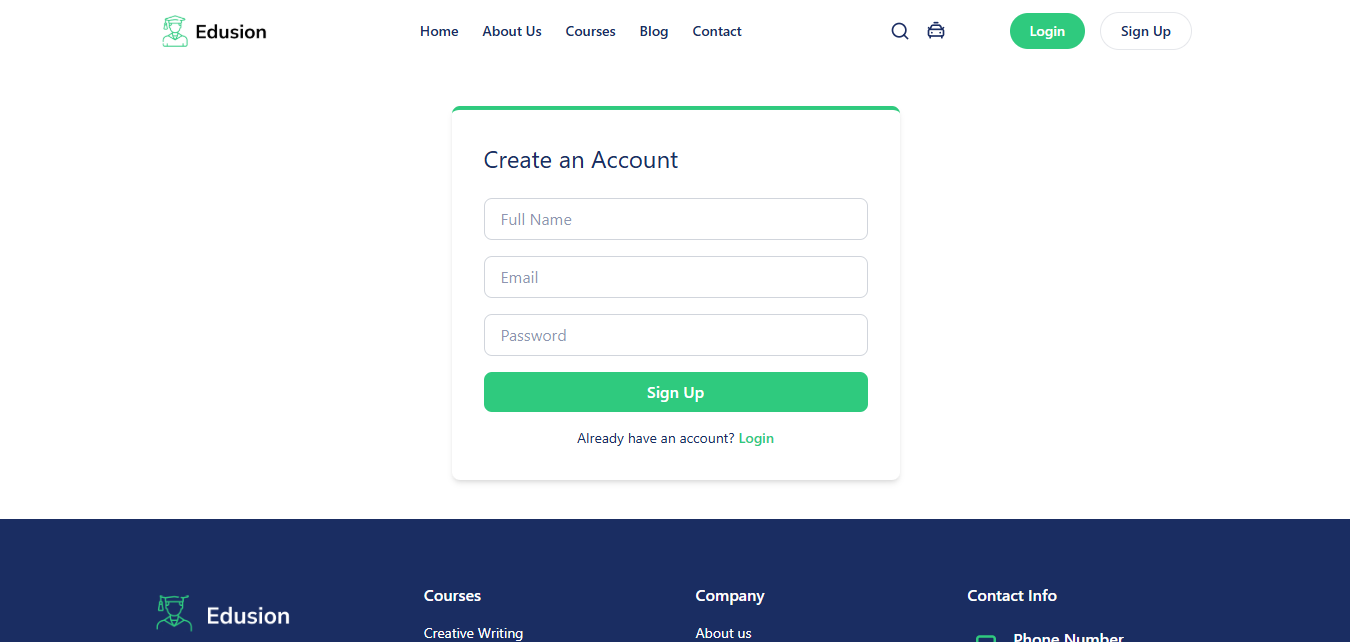 Edusion
Home About Us Courses Blog Contact
Login Sign Up
Create an Account
Full Name
Email
Password
Sign Up
Already have an account? Login
Edusion
Courses
Creative Writing
Company
About us
Contact Info
Phone Number